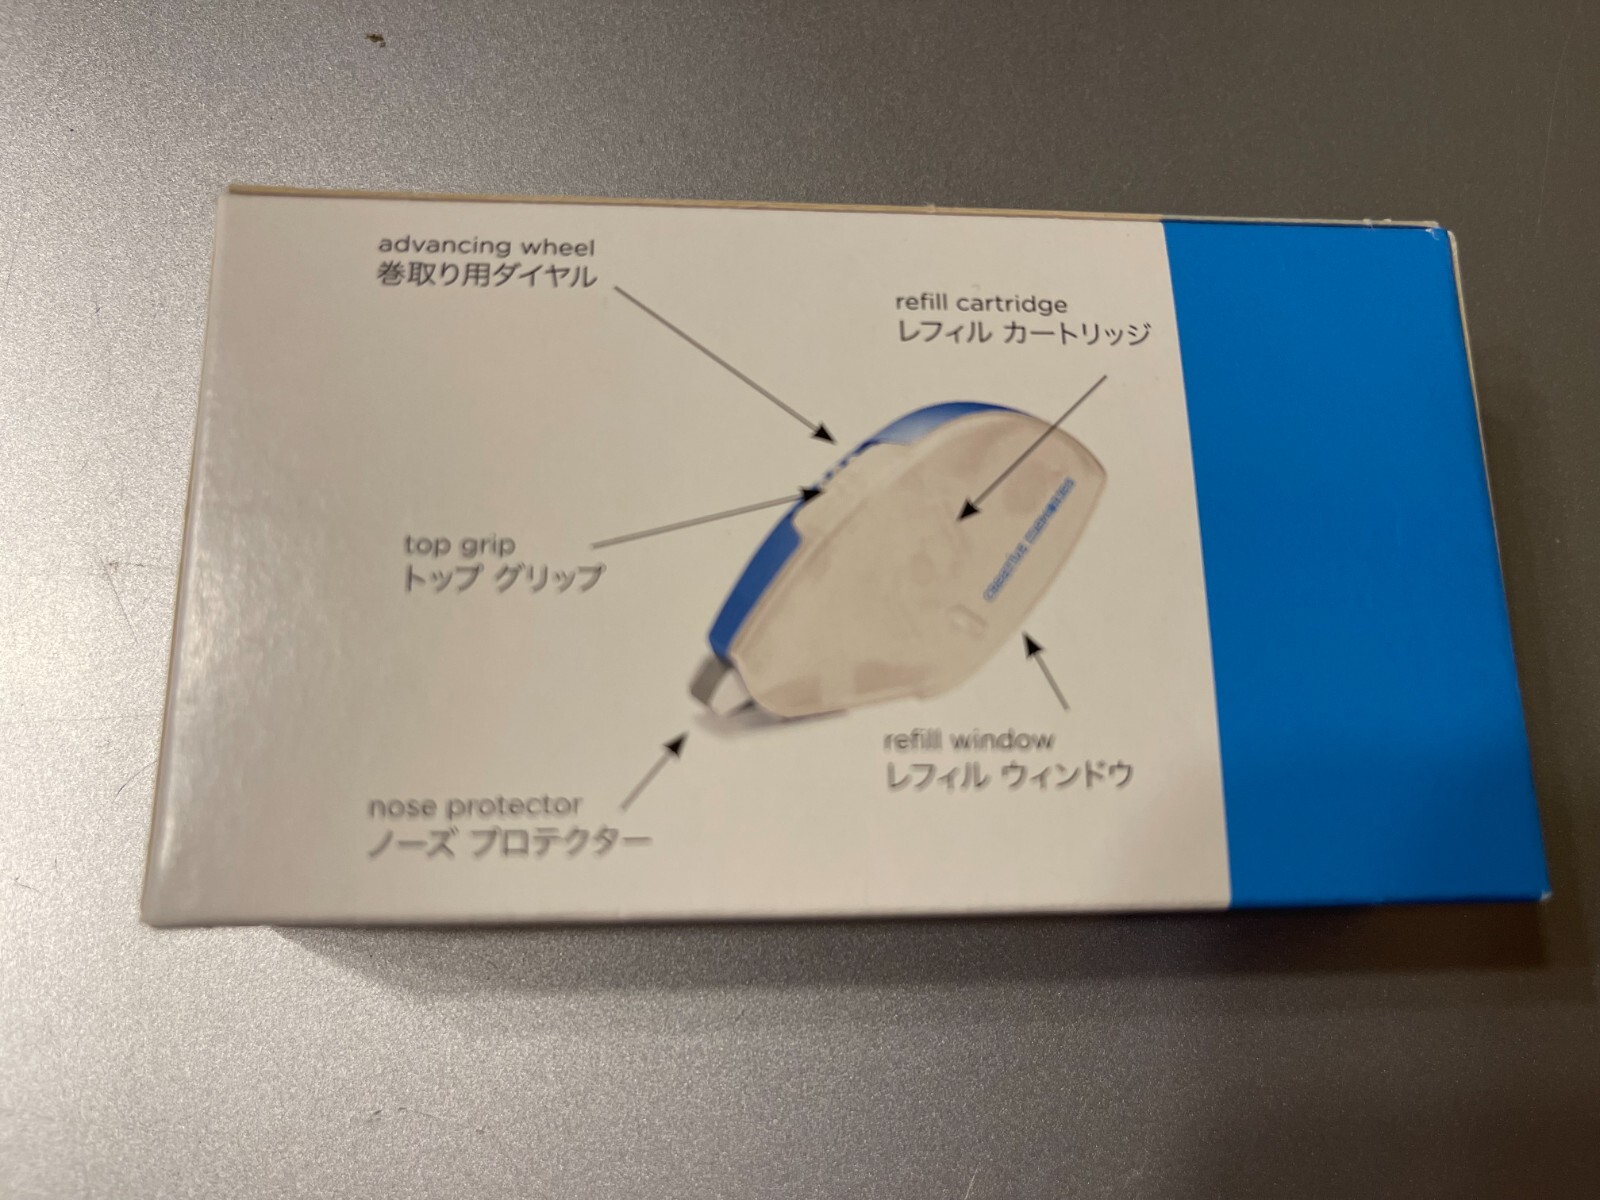 advancing wheel
巻取り用ダイヤル
refill cartridge
レフィル カートリッジ
creative memories
top grip
トップ グリップ
refill window
レフィル ウィンドウ
nose protector
ノーズ プロテクター